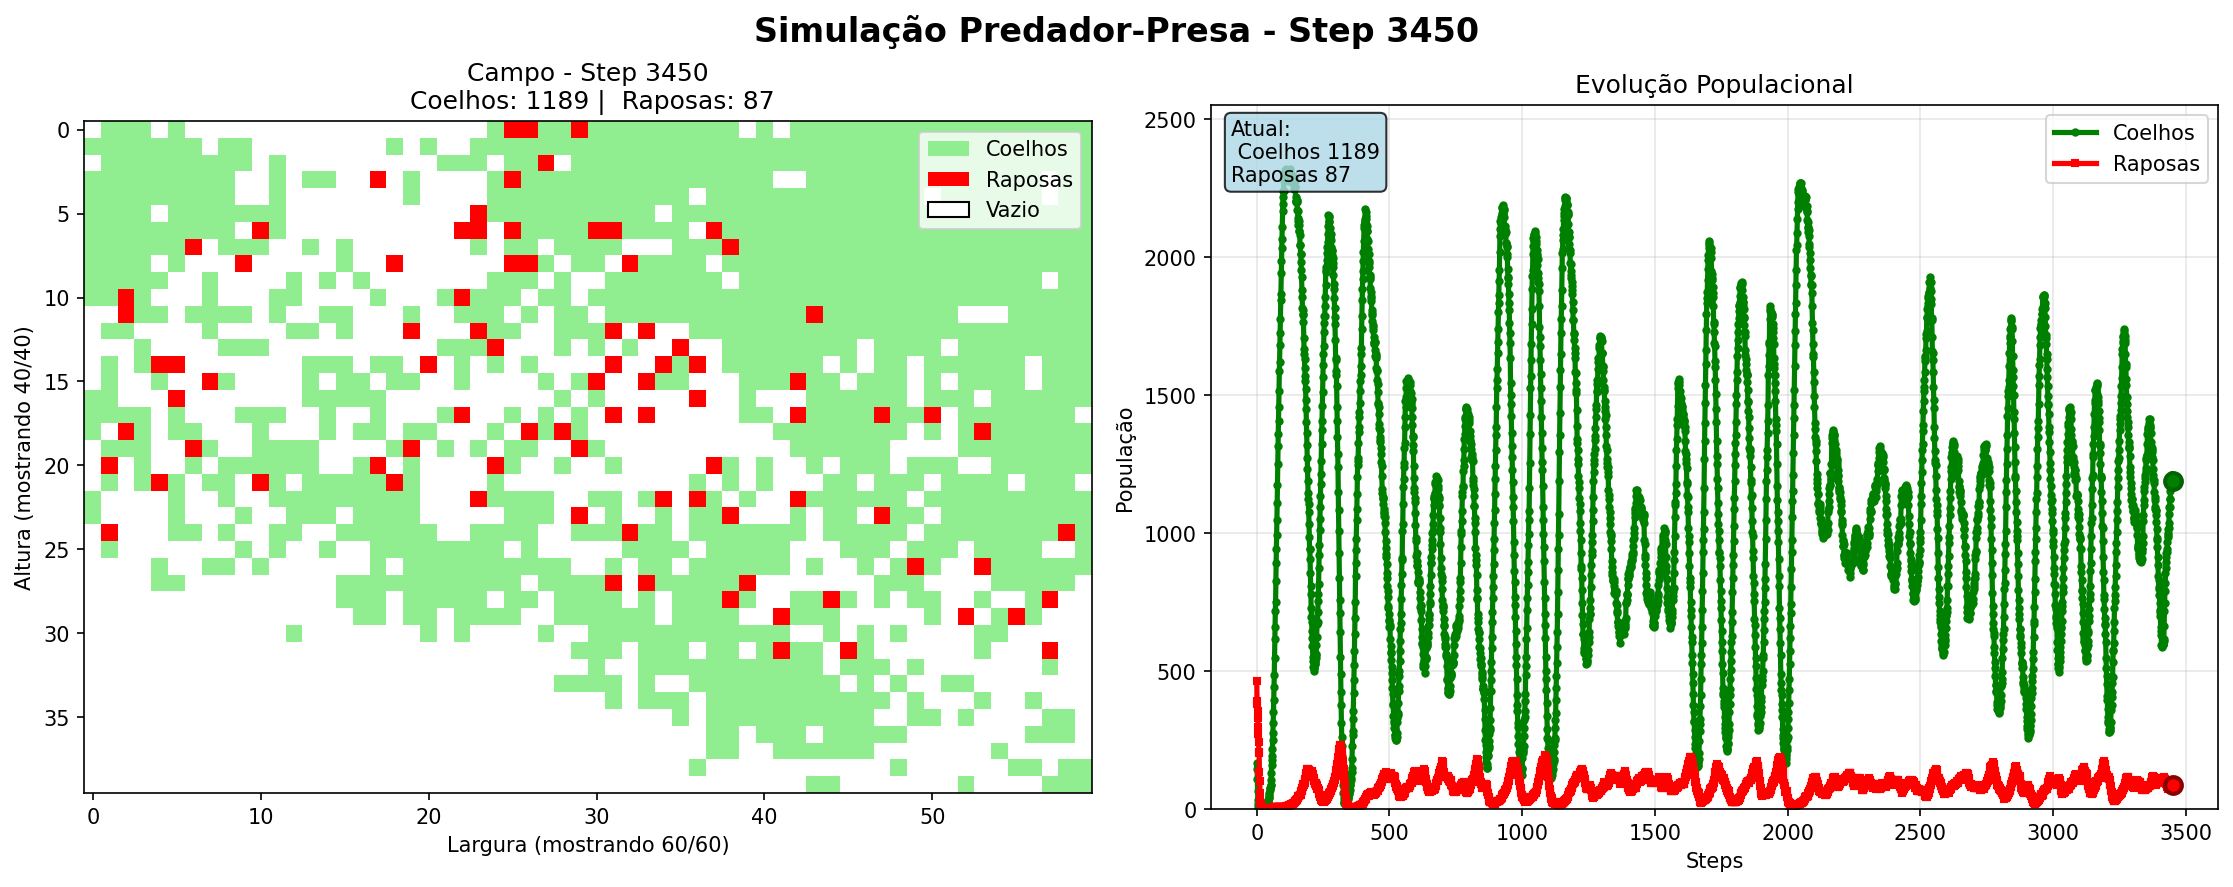 Simulação Predador-Presa - Step 3450
Campo - Step 3450
Coelhos: 1189 |  Raposas: 87
Coelhos
Raposas
Vazio
0
5
10
15
20
25
30
35
Altura (mostrando 40/40)
0
10
20
30
40
50
Largura (mostrando 60/60)
Evolução Populacional
Atual:
Coelhos 1189
Raposas 87
Coelhos
Raposas
2500
2000
1500
1000
500
0
População
0
500
1000
1500
2000
2500
3000
3500
Steps